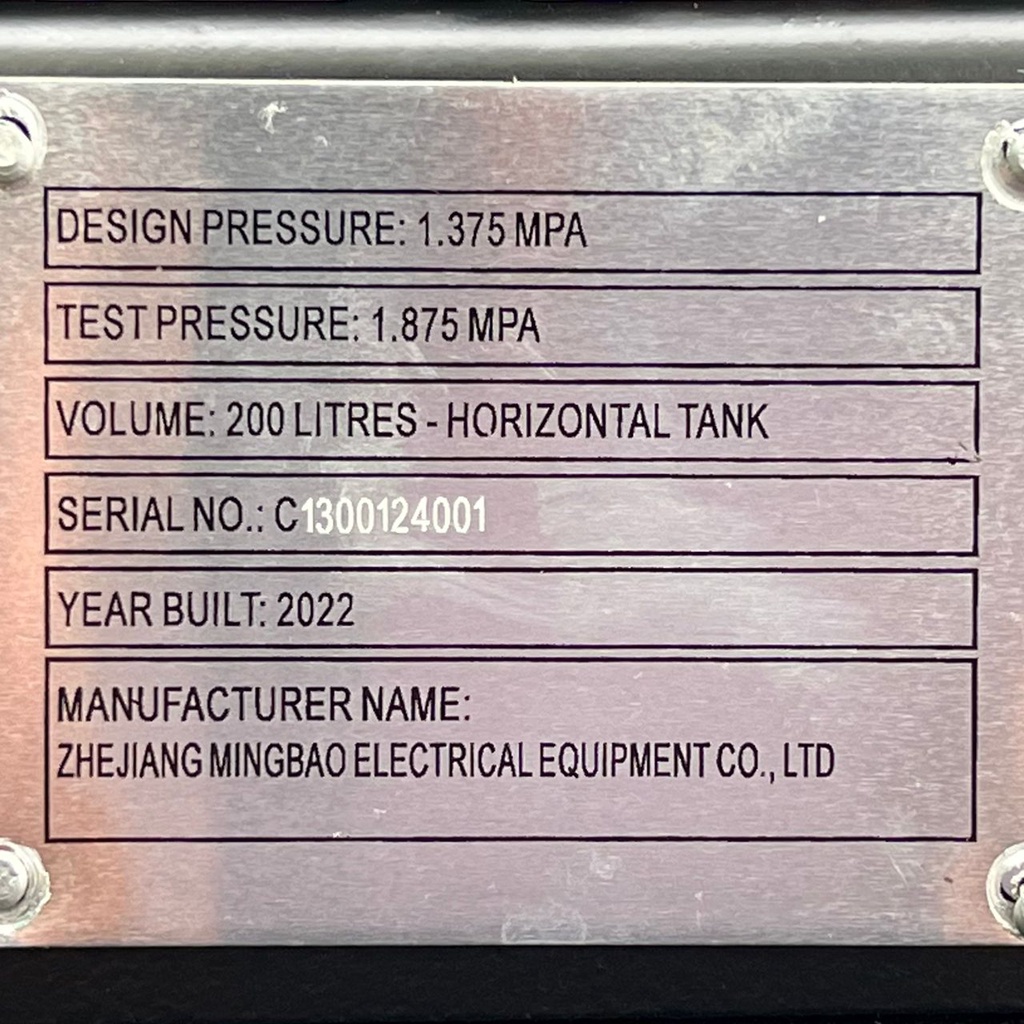 DESIGN PRESSURE: 1.375 MPA
TEST PRESSURE: 1.875 MPA
VOLUME: 200 LITRES - HORIZONTAL TANK
SERIAL NO.: C1300124001
YEAR BUILT: 2022
MANUFACTURER NAME:
ZHEJIANG MINGBAO ELECTRICAL EQUIPMENT CO., LTD